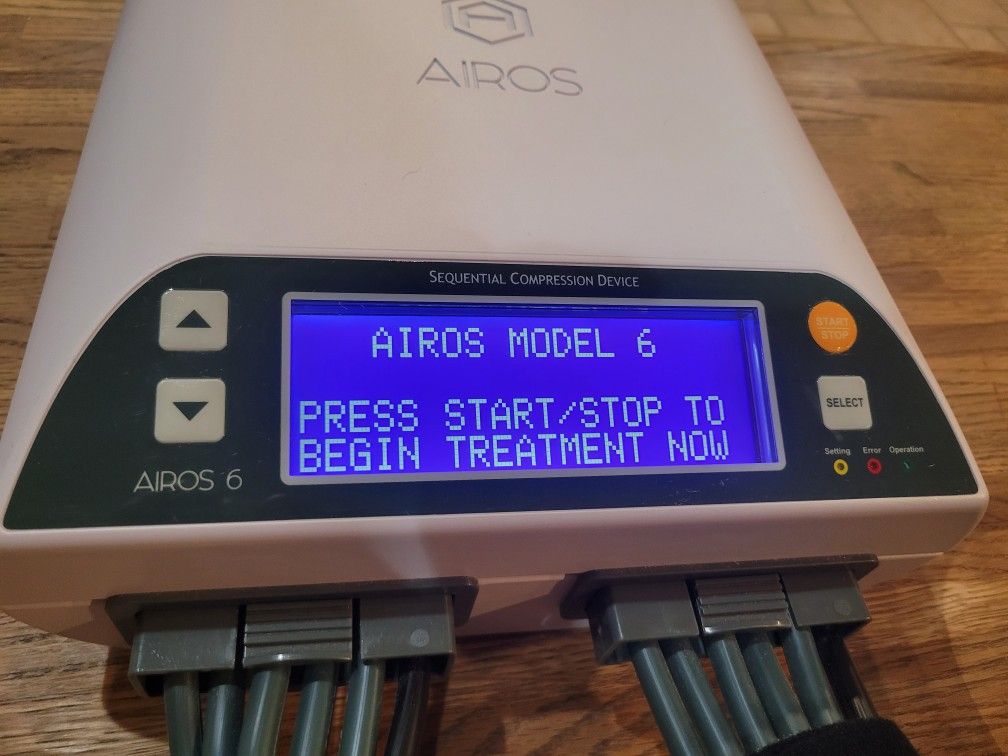 AIROS
SEQUENTIAL COMPRESSION DEVICE
AIROS MODEL 6
PRESS START/STOP TO
BEGIN TREATMENT NOW
START
STOP
SELECT
Setting Error Operation
AIROS 6